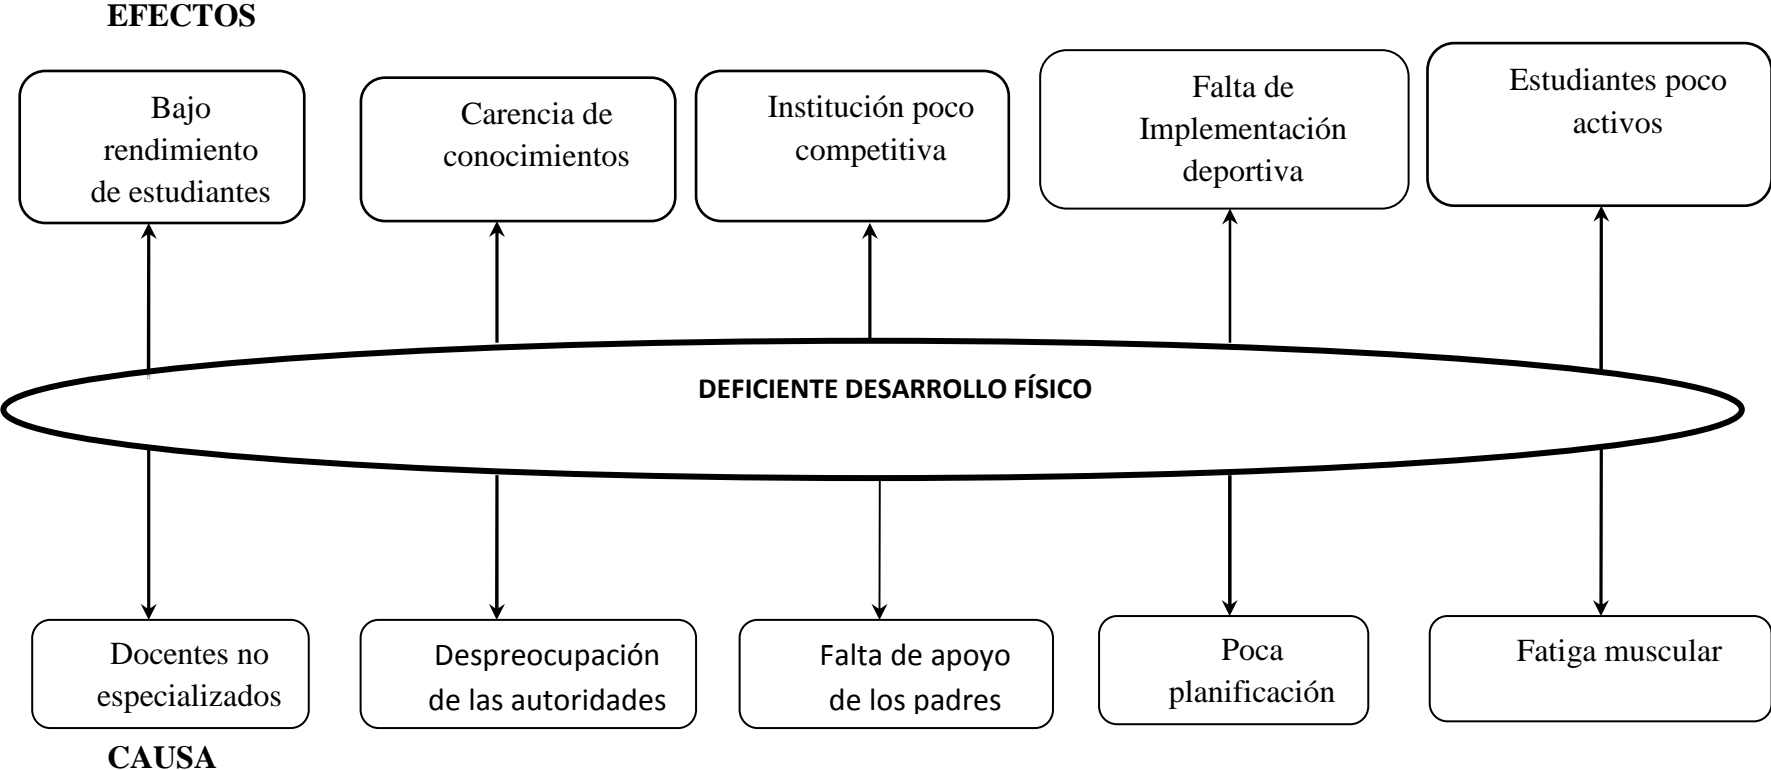 EFECTOS
Bajo
rendimiento
de estudiantes
Carencia de
conocimientos
Institución poco
competitiva
Falta de
Implementación
deportiva
Estudiantes poco
activos
DEFICIENTE DESARROLLO FÍSICO
Docentes no
especializados
Despreocupación
de las autoridades
Falta de apoyo
de los padres
Poca
planificación
Fatiga muscular
CAUSA